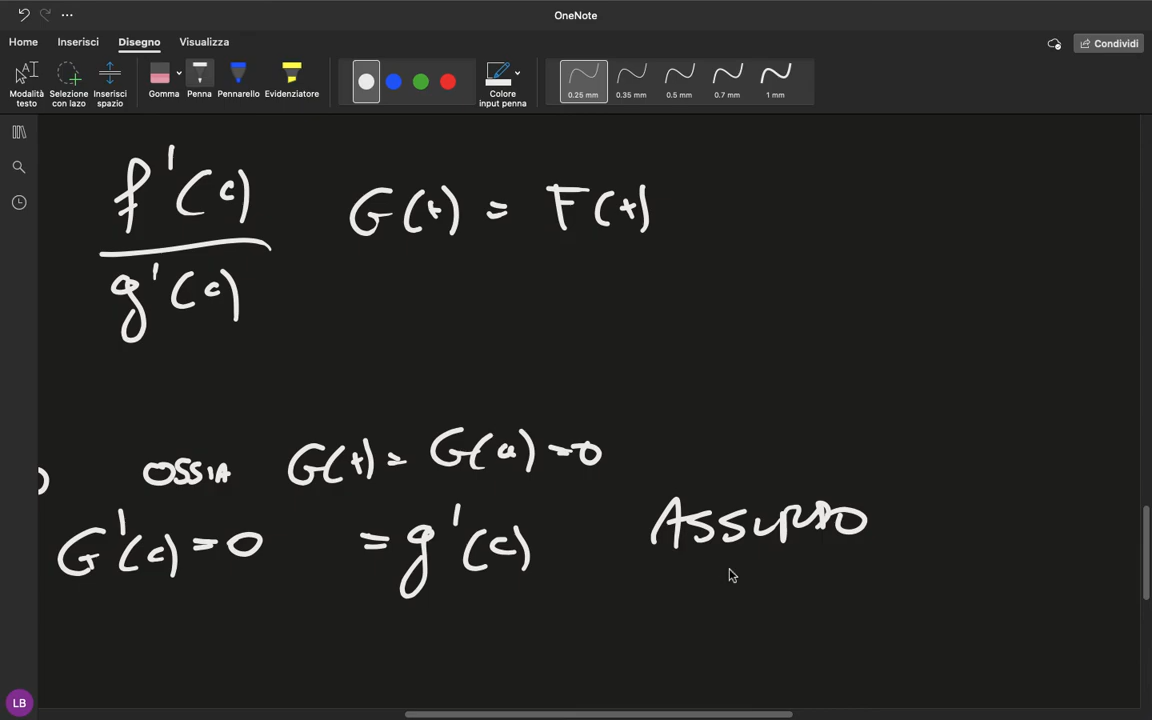 OneNote
Home Inserisci Disegno Visualizza
Condividi
Modalità testo
Selezione con lazo
Inserisci spazio
Gomma
Penna
Pennarello
Evidenziatore
Colore input penna
0.25 mm
0.35 mm
0.5 mm
0.7 mm
1 mm
f'(c)
g'(c)
G(t) = F(t)
OSSIA G(t) = G(a) = 0
G'(c) = 0 = g'(c) ASSURDO
LB